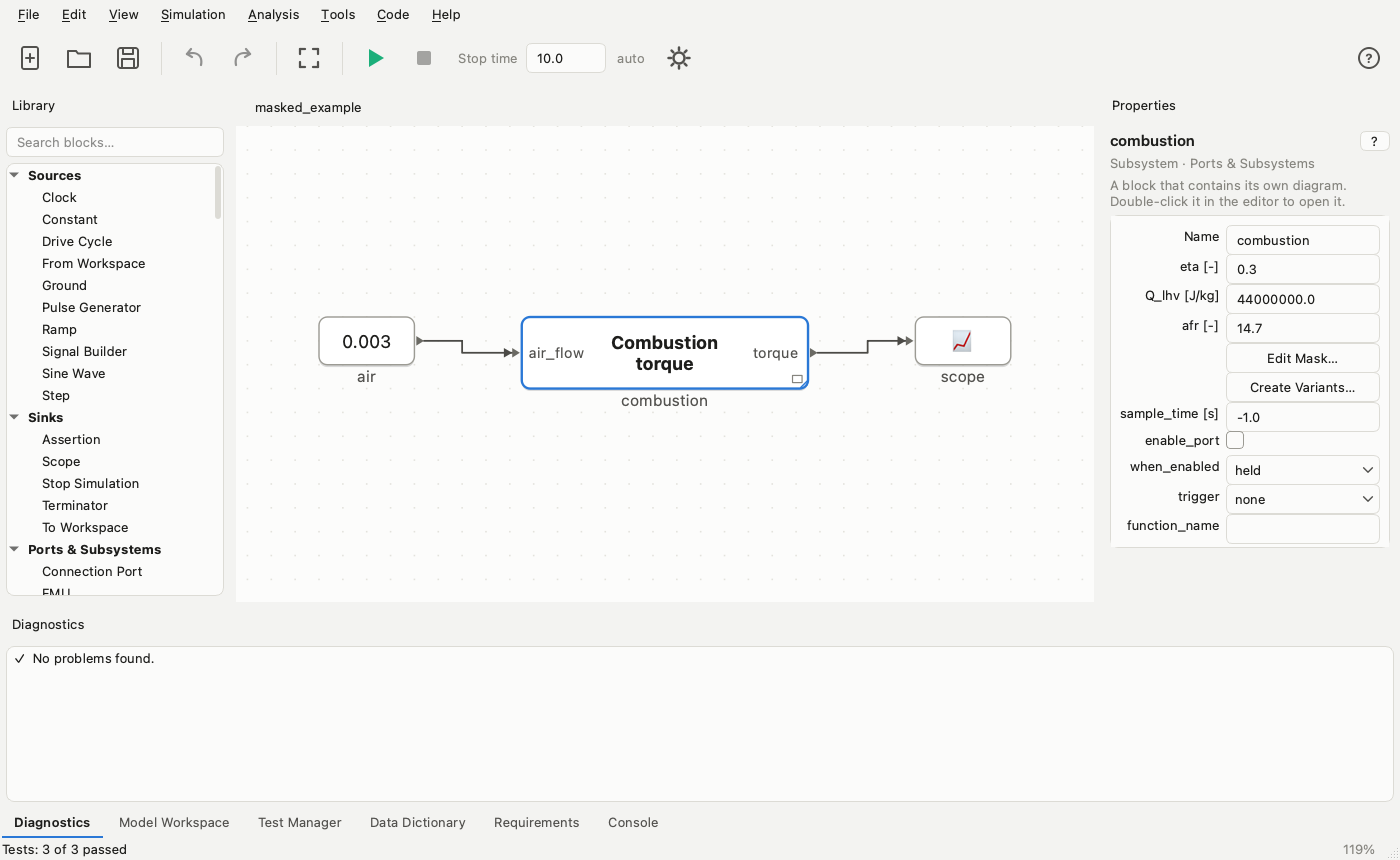 File Edit View Simulation Analysis Tools Code Help
Stop time 10.0 auto
Library
Search blocks...
Sources
Clock
Constant
Drive Cycle
From Workspace
Ground
Pulse Generator
Ramp
Signal Builder
Sine Wave
Step
Sinks
Assertion
Scope
Stop Simulation
Terminator
To Workspace
Ports & Subsystems
Connection Port
FMU
masked_example
0.003
air
air_flow
Combustion
torque
torque
combustion
scope
Properties
combustion
?
Subsystem · Ports & Subsystems
A block that contains its own diagram.
Double-click it in the editor to open it.
Name combustion
eta [-] 0.3
Q_lhv [J/kg] 44000000.0
afr [-] 14.7
Edit Mask...
Create Variants...
sample_time [s] -1.0
enable_port
when_enabled held
trigger none
function_name
Diagnostics
✓ No problems found.
Diagnostics Model Workspace Test Manager Data Dictionary Requirements Console
Tests: 3 of 3 passed
119%